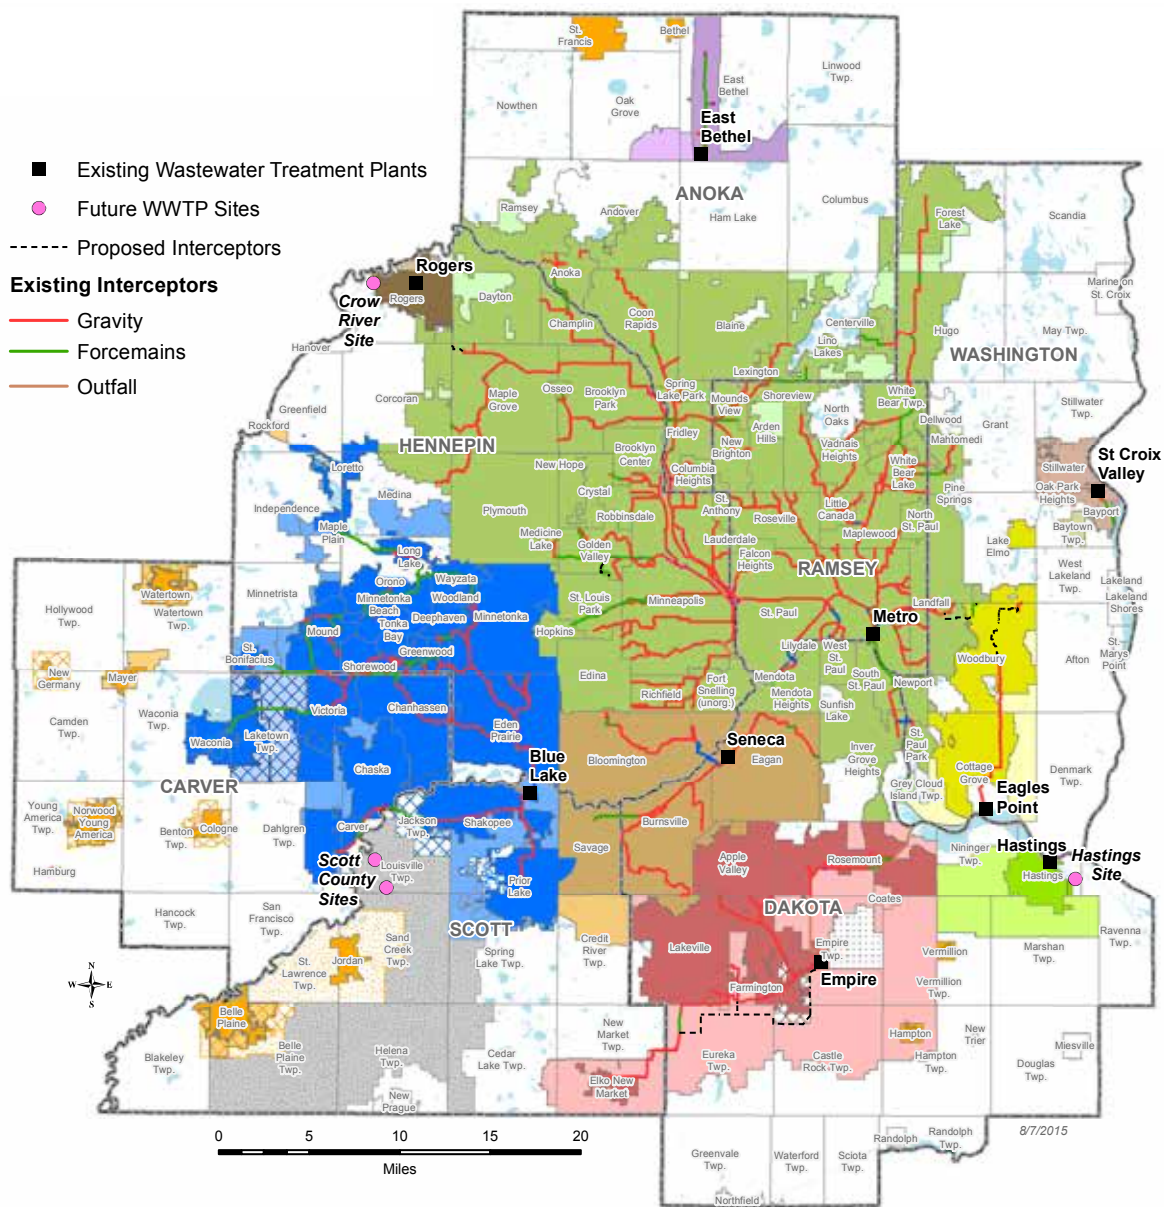 St.
Francis
Bethel
Linwood
Twp.
East
Bethel
Nowthen
Oak
Grove
East
Bethel
Existing Wastewater Treatment Plants
Future WWTP Sites
Proposed Interceptors
Existing Interceptors
Gravity
Forcemains
Outfall
ANOKA
Ramsey
Andover
Ham Lake
Columbus
Forest
Lake
Scandia
Rogers
Rogers
Crow
River
Site
Dayton
Anoka
Champlin
Coon
Rapids
Blaine
Centerville
Lino
Lakes
Hugo
Marine on
St. Croix
May Twp.
WASHINGTON
Hanover
Corcoran
Greenfield
Rockford
Maple
Grove
Osseo
Brooklyn
Park
Spring
Lake Park
Lexington
Mounds
View
Shoreview
North
Oaks
White
Bear Twp.
Dellwood
Mahtomedi
Grant
Stillwater
Twp.
HENNEPIN
Loretto
Medina
Independence
Maple
Plain
Long
Lake
Brooklyn
Center
Fridley
New
Brighton
Arden
Hills
Vadnais
Heights
White
Bear
Lake
Columbia
Heights
New Hope
Crystal
Robbinsdale
Plymouth
Medicine
Lake
Golden
Valley
St.
Anthony
Lauderdale
Roseville
Falcon
Heights
Little
Canada
Maplewood
North
St. Paul
Pine
Springs
Stillwater
Oak Park
Heights
Bayport
Baytown
Twp.
St Croix
Valley
Lake
Elmo
West
Lakeland
Twp.
Lakeland
Lakeland
Shores
RAMSEY
Hollywood
Twp.
Watertown
Watertown
Twp.
Minnetrista
Orono
Minnetonka
Beach
Tonka
Bay
Wayzata
Woodland
Deephaven
Minnetonka
Mound
Greenwood
Shorewood
St.
Bonifacius
St. Louis
Park
Hopkins
Minneapolis
St. Paul
Metro
Landfall
Lilydale
West
St.
Paul
Mendota
Mendota
Heights
South
St. Paul
Newport
Sunfish
Lake
Woodbury
Afton
St.
Marys
Point
New
Germany
Mayer
Camden
Twp.
Waconia
Twp.
Waconia
Laketown
Twp.
Victoria
Chanhassen
Chaska
Eden
Prairie
Edina
Richfield
Fort
Snelling
(unorg.)
Bloomington
Seneca
Eagan
Inver
Grove
Heights
St.
Paul
Park
Grey Cloud
Island Twp.
Cottage
Grove
Denmark
Twp.
Eagles
Point
CARVER
Blue
Lake
Young
America
Twp.
Norwood
Young
America
Hamburg
Benton
Twp.
Cologne
Dahlgren
Twp.
Carver
Jackson
Twp.
Shakopee
Louisville
Twp.
Scott
County
Sites
Prior
Lake
Savage
Burnsville
Apple
Valley
Rosemount
Nininger
Twp.
Hastings
Hastings
Hastings
Site
Coates
DAKOTA
Hancock
Twp.
San
Francisco
Twp.
SCOTT
Sand
Creek
Twp.
Jordan
St.
Lawrence
Twp.
Spring
Lake Twp.
Credit
River
Twp.
Lakeville
Farmington
Empire
Twp.
Empire
Vermillion
Vermillion
Twp.
Marshan
Twp.
Ravenna
Twp.
N
W E
S
Belle
Plaine
Belle
Plaine
Twp.
Blakeley
Twp.
Helena
Twp.
Cedar
Lake Twp.
New
Prague
New
Market
Twp.
Elko New
Market
Eureka
Twp.
Castle
Rock Twp.
Hampton
Hampton
Twp.
New
Trier
Miesville
Douglas
Twp.
Randolph
Randolph
Twp.
8/7/2015
0 5 10 15 20
Miles
Greenvale
Twp.
Waterford
Twp.
Sciota
Twp.
Northfield